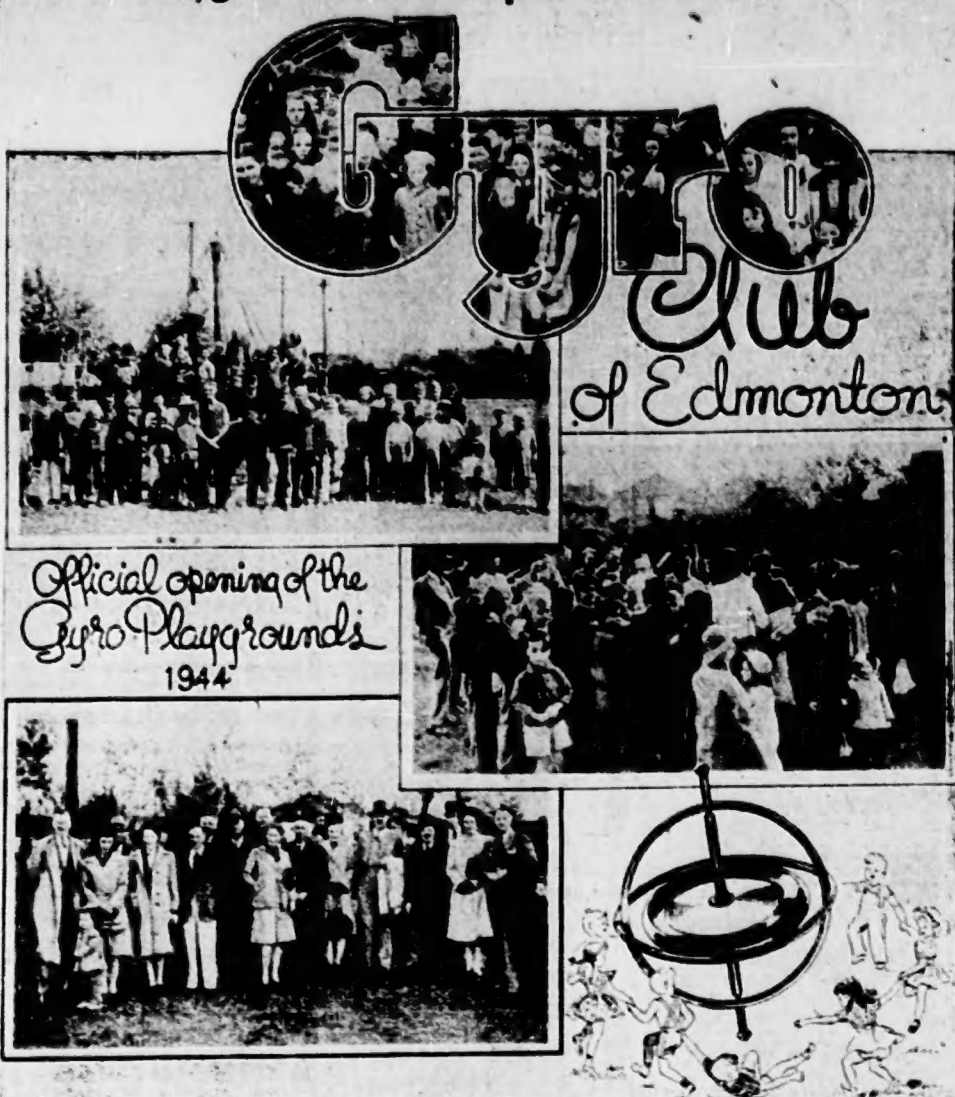 Gyro
Club
of Edmonton
Official opening of the
Gyro Playgrounds
1944